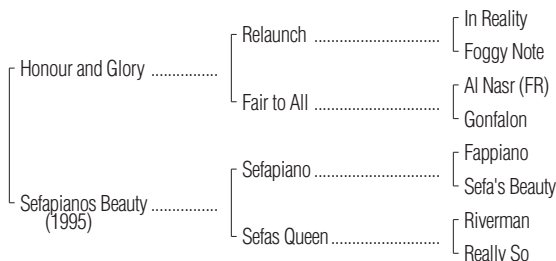 In Reality
Relaunch ......................
Foggy Note
Honour and Glory ................
Al Nasr (FR)
Fair to All ......................
Gonfalon
Fappiano
Sefapiano ......................
Sefa's Beauty
Sefapianos Beauty ................
(1995)
Riverman
Sefas Queen ...................
Really So